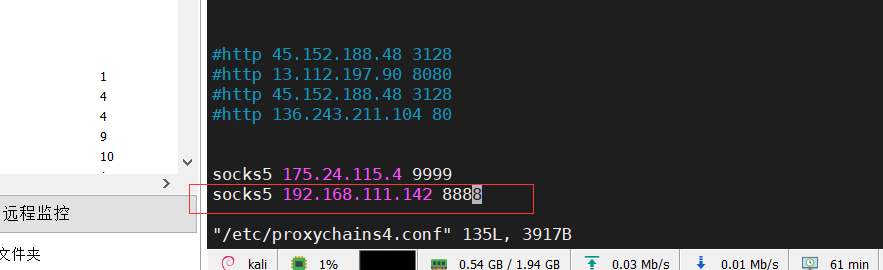 1
4
4
9
10
远程监控
文件夹
#http 45.152.188.48 3128
#http 13.112.197.90 8080
#http 45.152.188.48 3128
#http 136.243.211.104 80
socks5 175.24.115.4 9999
socks5 192.168.111.142 8888
"/etc/proxychains4.conf" 135L, 3917B
kali 1% 0.54 GB / 1.94 GB 0.03 Mb/s 0.01 Mb/s 61 min